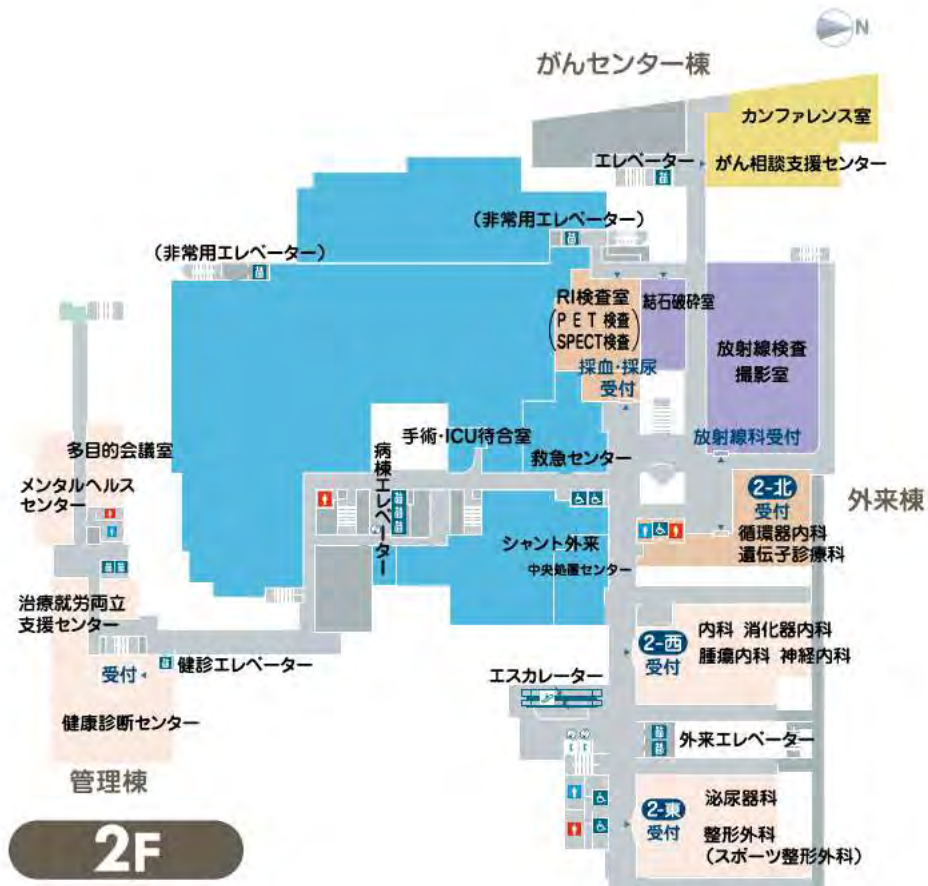 N
がんセンター棟
カンファレンス室
エレベーター
がん相談支援センター
(非常用エレベーター)
(非常用エレベーター)
RI検査室
(PET検査
SPECT検査)
結石破砕室
放射線検査
撮影室
採血・採尿
受付
手術・ICU待合室
放射線科受付
多目的会議室
病棟エレベーター
救急センター
メンタルヘルス
センター
2-北
受付
循環器内科
遺伝子診療科
外来棟
シャント外来
中央処置センター
治療就労両立
支援センター
2-西
受付
内科 消化器内科
腫瘍内科 神経内科
受付
健診エレベーター
エスカレーター
健康診断センター
外来エレベーター
管理棟
2-東
受付
泌尿器科
整形外科
(スポーツ整形外科)
2F